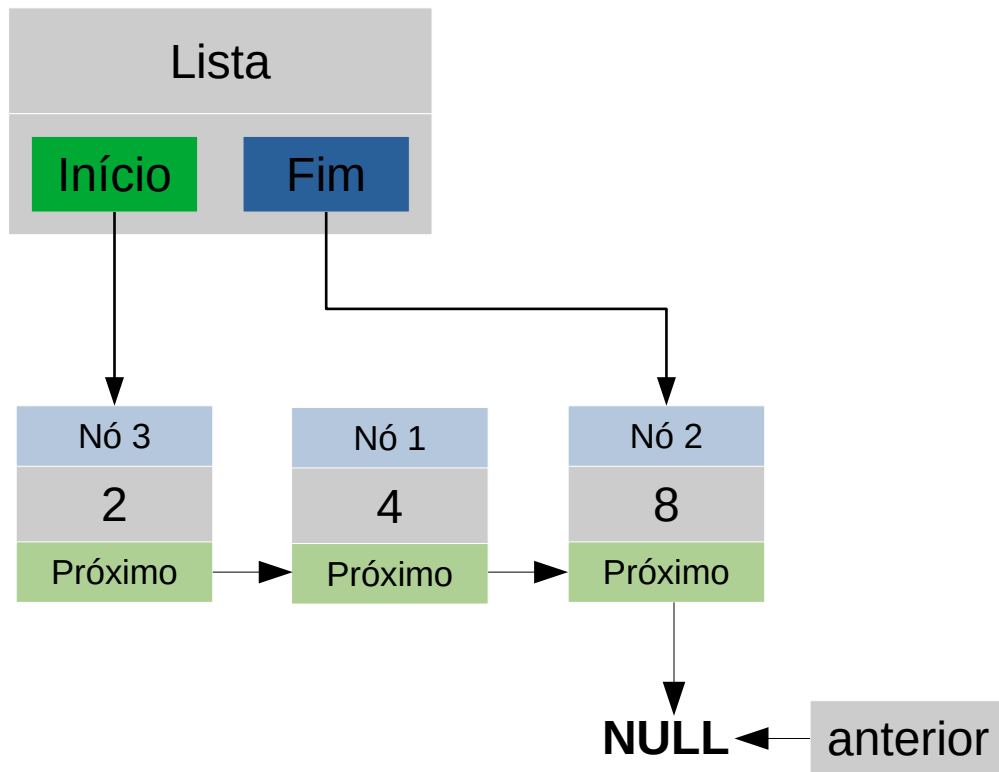 Lista
Início Fim
Nó 3 Nó 1 Nó 2
2 4 8
Próximo Próximo Próximo
NULL anterior